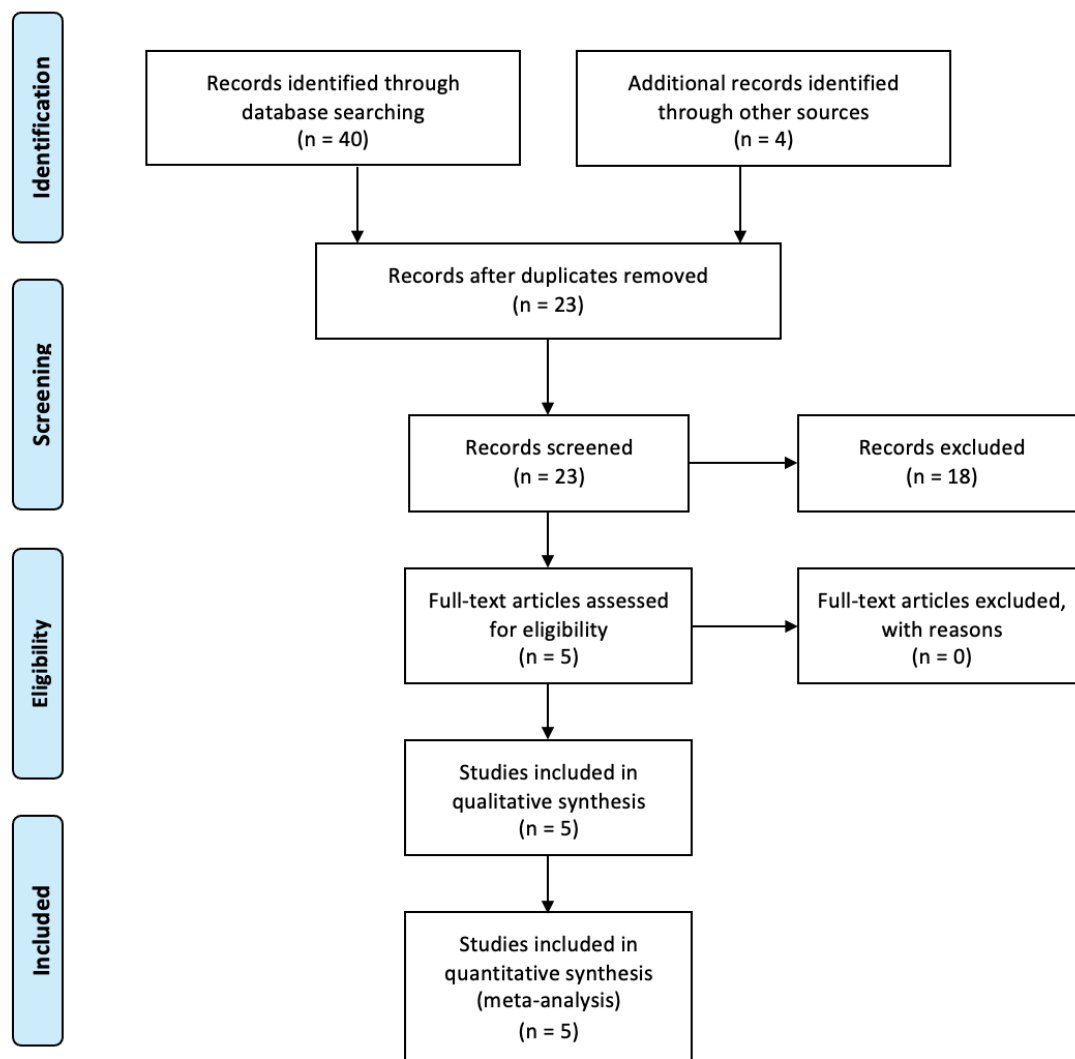 Identification
Records identified through
database searching
(n = 40)
Additional records identified
through other sources
(n = 4)
Records after duplicates removed
(n = 23)
Screening
Records screened
(n = 23)
Records excluded
(n = 18)
Eligibility
Full-text articles assessed
for eligibility
(n = 5)
Full-text articles excluded,
with reasons
(n = 0)
Studies included in
qualitative synthesis
(n = 5)
Included
Studies included in
quantitative synthesis
(meta-analysis)
(n = 5)